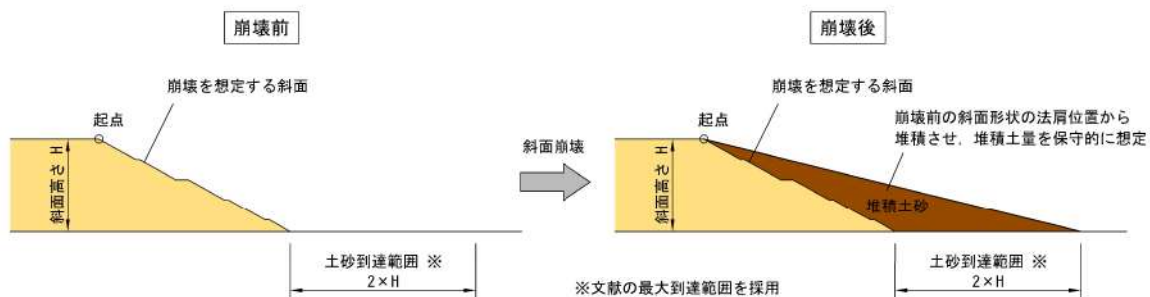 崩壊前
崩壊を想定する斜面
起点
斜面高さ H
土砂到達範囲 ※
2×H
斜面崩壊
崩壊後
崩壊を想定する斜面
起点
崩壊前の斜面形状の法肩位置から
堆積させ，堆積土量を保守的に想定
斜面高さ H
堆積土砂
土砂到達範囲 ※
2×H
※文献の最大到達範囲を採用